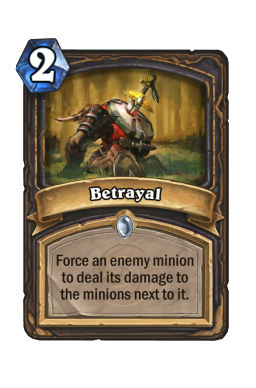 2
Betrayal
Force an enemy minion
to deal its damage to
the minions next to it.